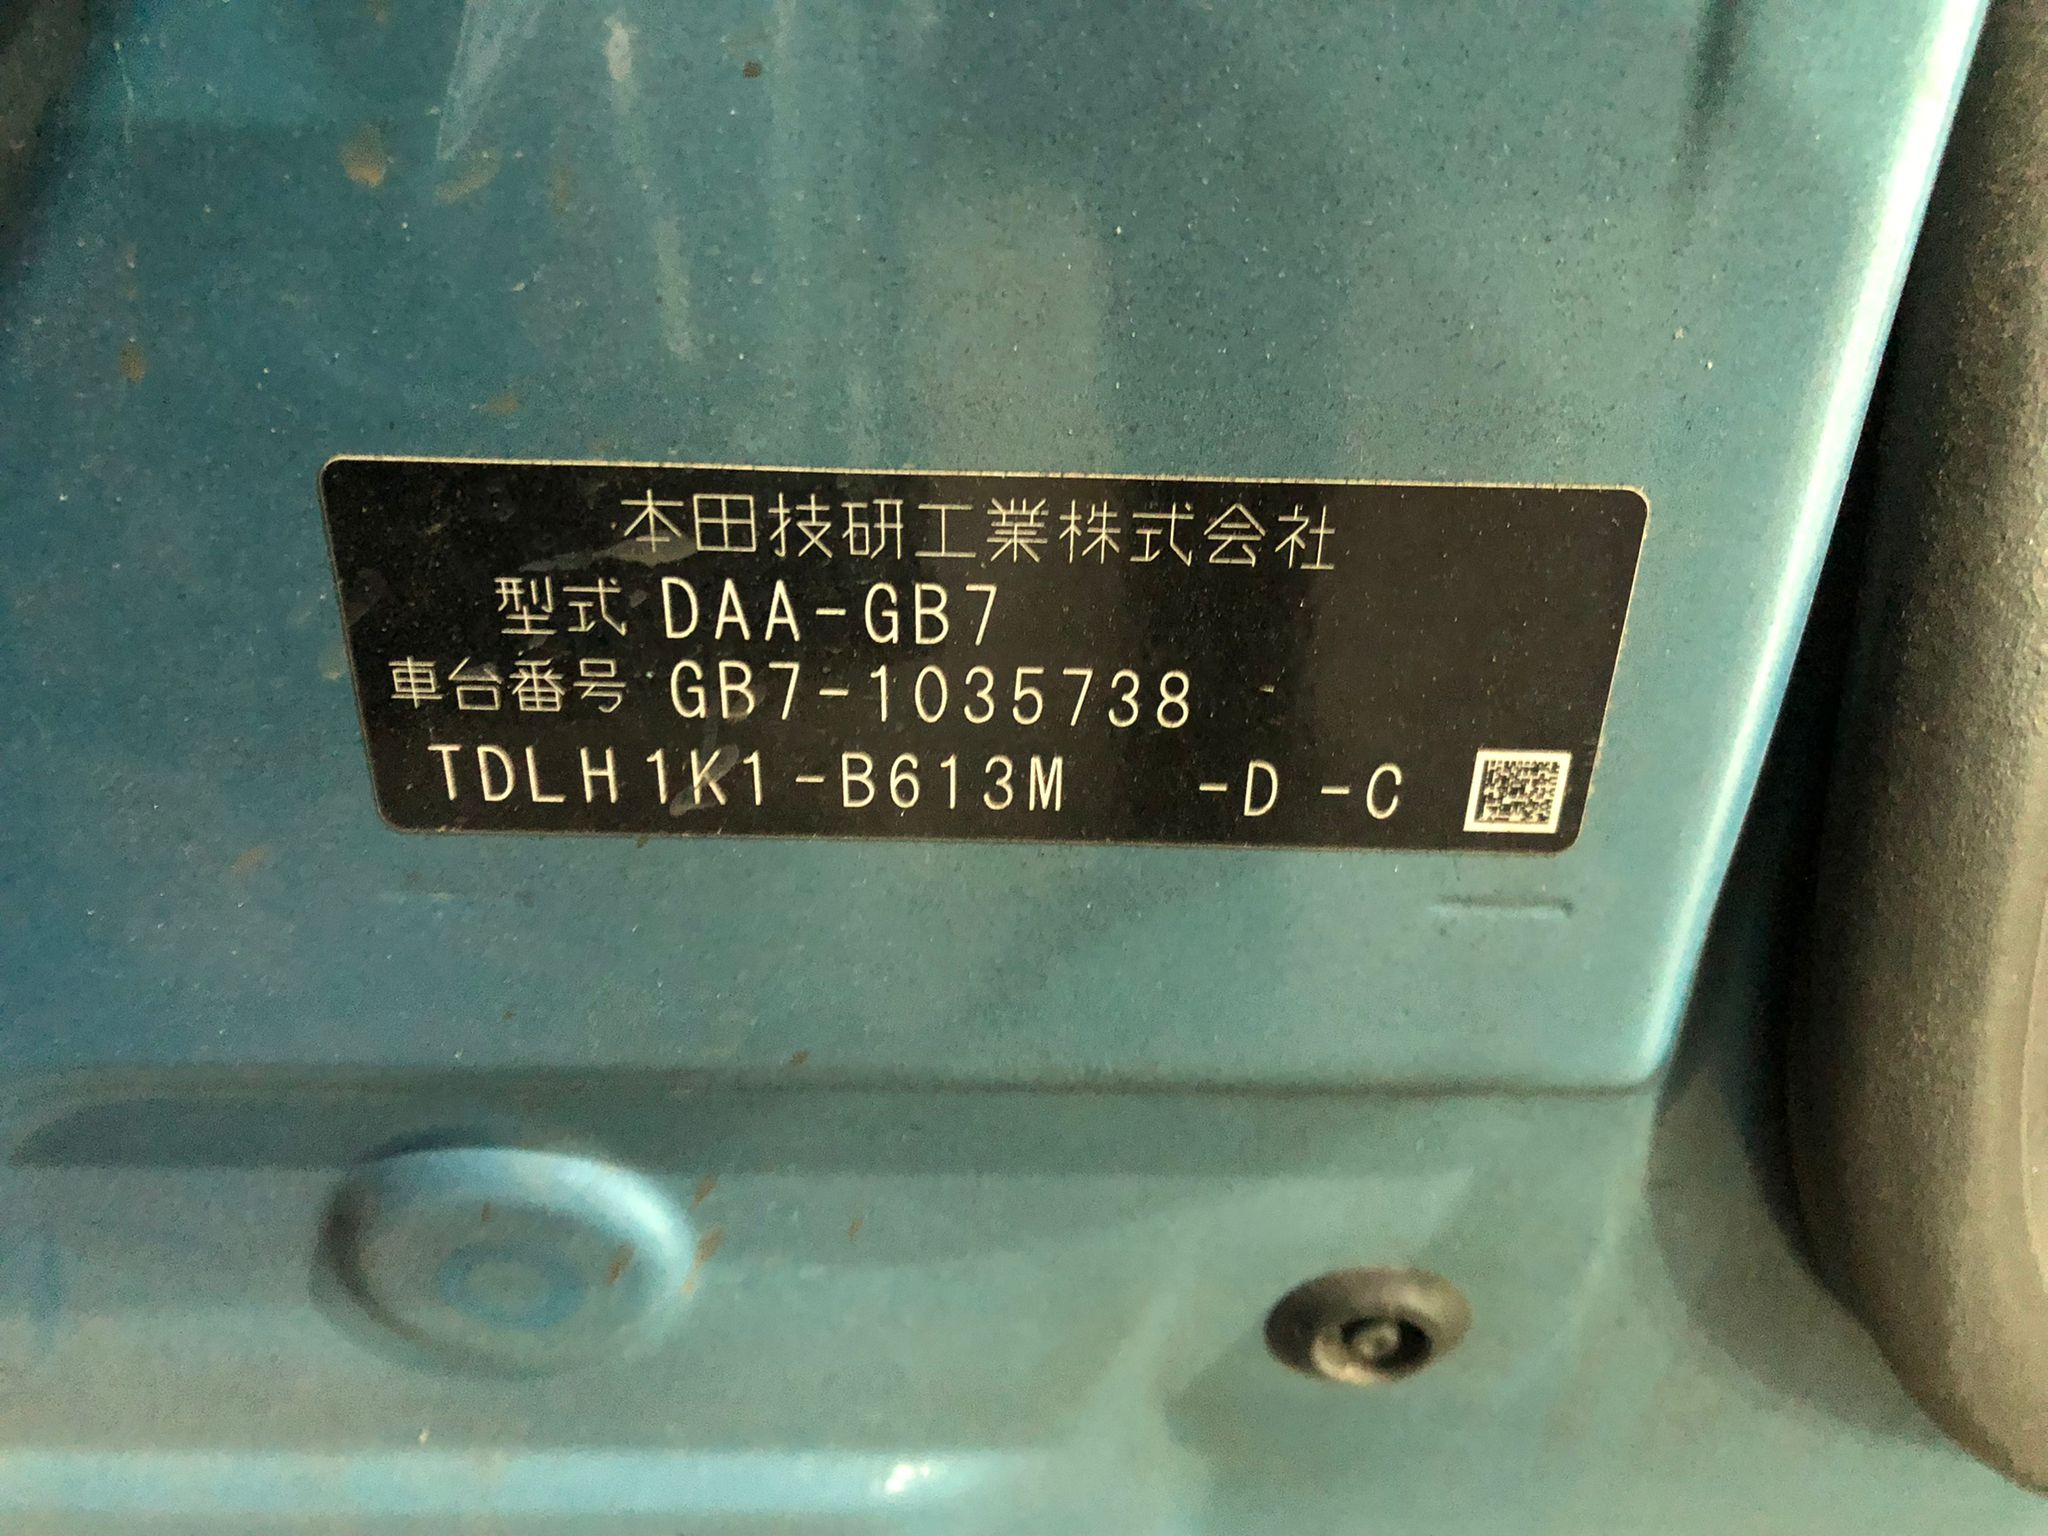 本田技研工業株式会社
型式 DAA-GB7
車台番号 GB7-1035738
TDLH1K1-B613M -D -C